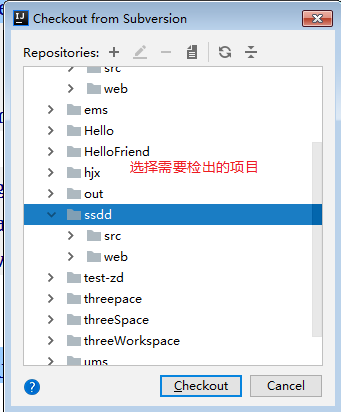 Checkout from Subversion
Repositories:
src
web
ems
Hello
HelloFriend
选择需要检出的项目
hjx
out
ssdd
src
web
test-zd
threepace
threeSpace
threeWorkspace
ums
? Checkout Cancel